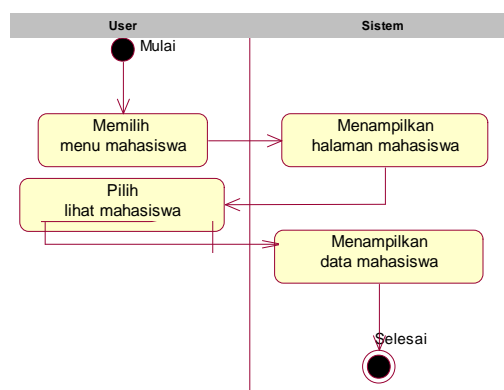 User
Sistem
Mulai
Memilih
menu mahasiswa
Menampilkan
halaman mahasiswa
Pilih
lihat mahasiswa
Menampilkan
data mahasiswa
Selesai